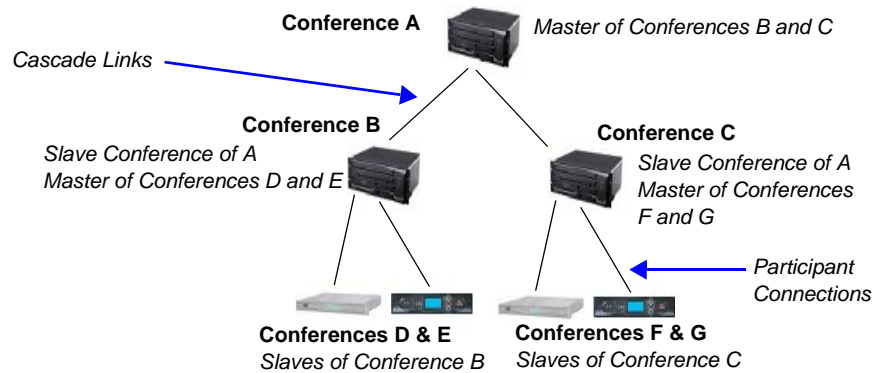 Conference A
Master of Conferences B and C
Cascade Links
Conference B
Slave Conference of A
Master of Conferences D and E
Conference C
Slave Conference of A
Master of Conferences
F and G
Participant
Connections
Conferences D & E
Slaves of Conference B
Conferences F & G
Slaves of Conference C